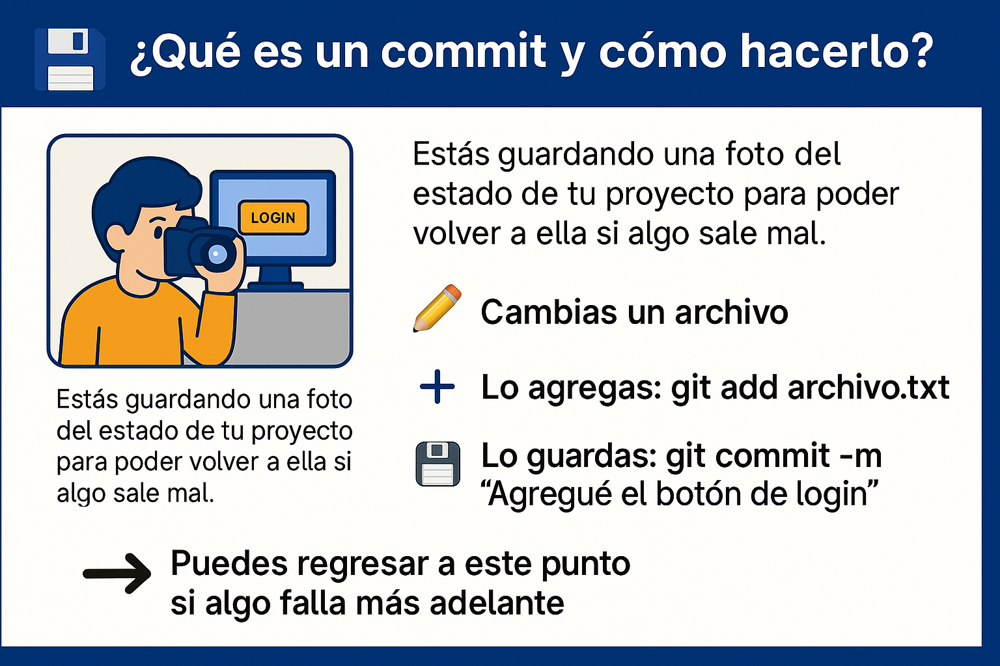 ¿Qué es un commit y cómo hacerlo?
LOGIN
Estás guardando una foto
del estado de tu proyecto
para poder volver a ella si
algo sale mal.
Estás guardando una foto del
estado de tu proyecto para poder
volver a ella si algo sale mal.
Cambias un archivo
Lo agregas: git add archivo.txt
Lo guardas: git commit -m
“Agregué el botón de login”
Puedes regresar a este punto
si algo falla más adelante